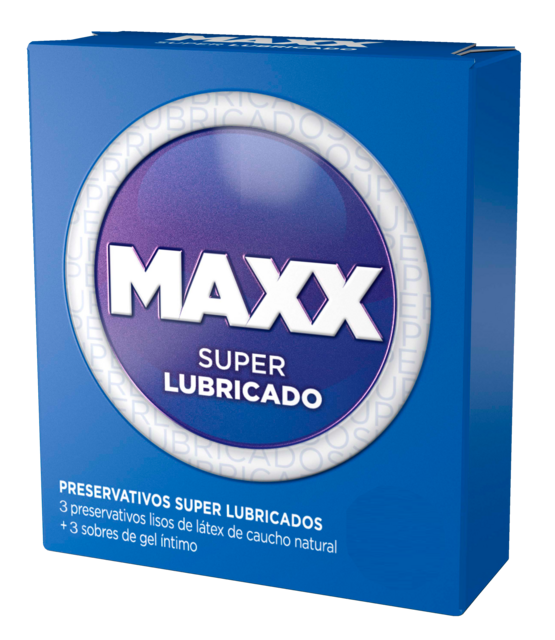 MAXX
SUPER LUBRICADO
MAXX
SUPER
LUBRICADO
PRESERVATIVOS SUPER LUBRICADOS
3 preservativos lisos de látex de caucho natural
+ 3 sobres de gel íntimo